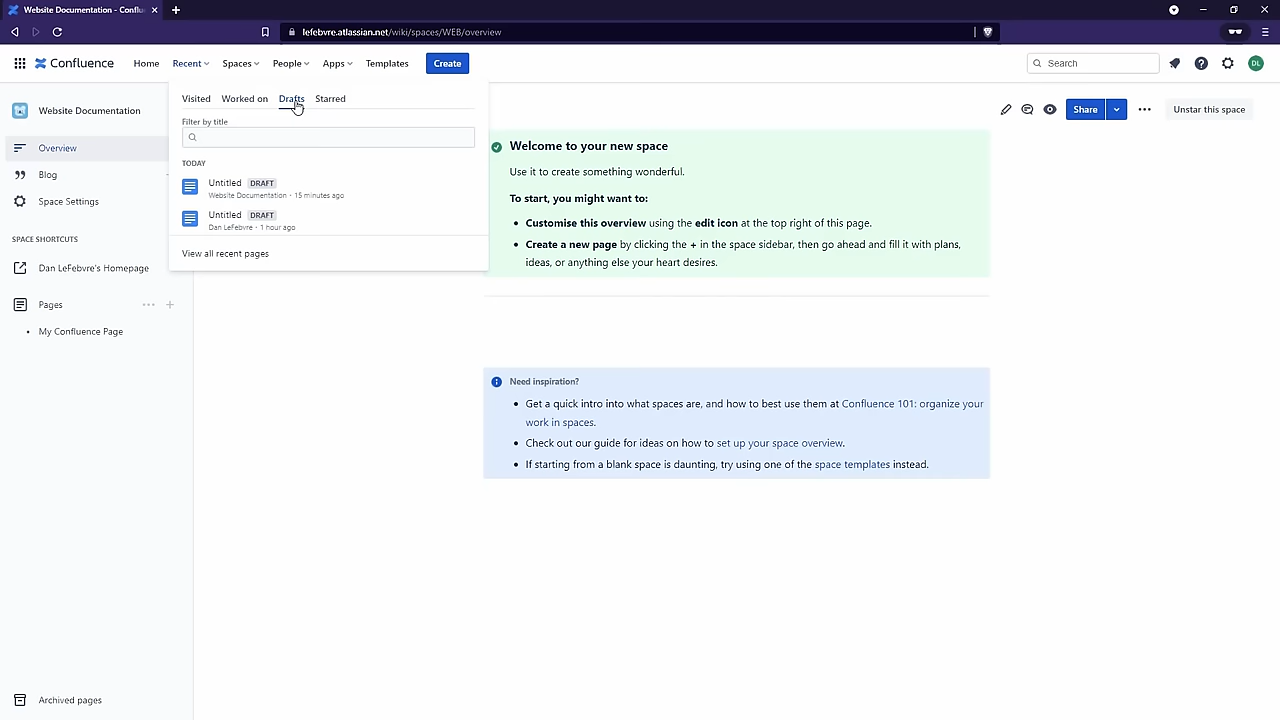 Website Documentation - Conflu
lefebvre.atlassian.net/wiki/spaces/WEB/overview
Confluence
Home
Recent
Spaces
People
Apps
Templates
Create
Search
DL
Website Documentation
Overview
Blog
Space Settings
SPACE SHORTCUTS
Dan LeFebvre's Homepage
Pages
My Confluence Page
Archived pages
Visited
Worked on
Drafts
Starred
Filter by title
TODAY
Untitled DRAFT
Website Documentation • 15 minutes ago
Untitled DRAFT
Dan LeFebvre • 1 hour ago
View all recent pages
Share
Unstar this space
Welcome to your new space
Use it to create something wonderful.
To start, you might want to:
• Customise this overview using the edit icon at the top right of this page.
• Create a new page by clicking the + in the space sidebar, then go ahead and fill it with plans,
ideas, or anything else your heart desires.
Need inspiration?
• Get a quick intro into what spaces are, and how to best use them at Confluence 101: organize your
work in spaces.
• Check out our guide for ideas on how to set up your space overview.
• If starting from a blank space is daunting, try using one of the space templates instead.